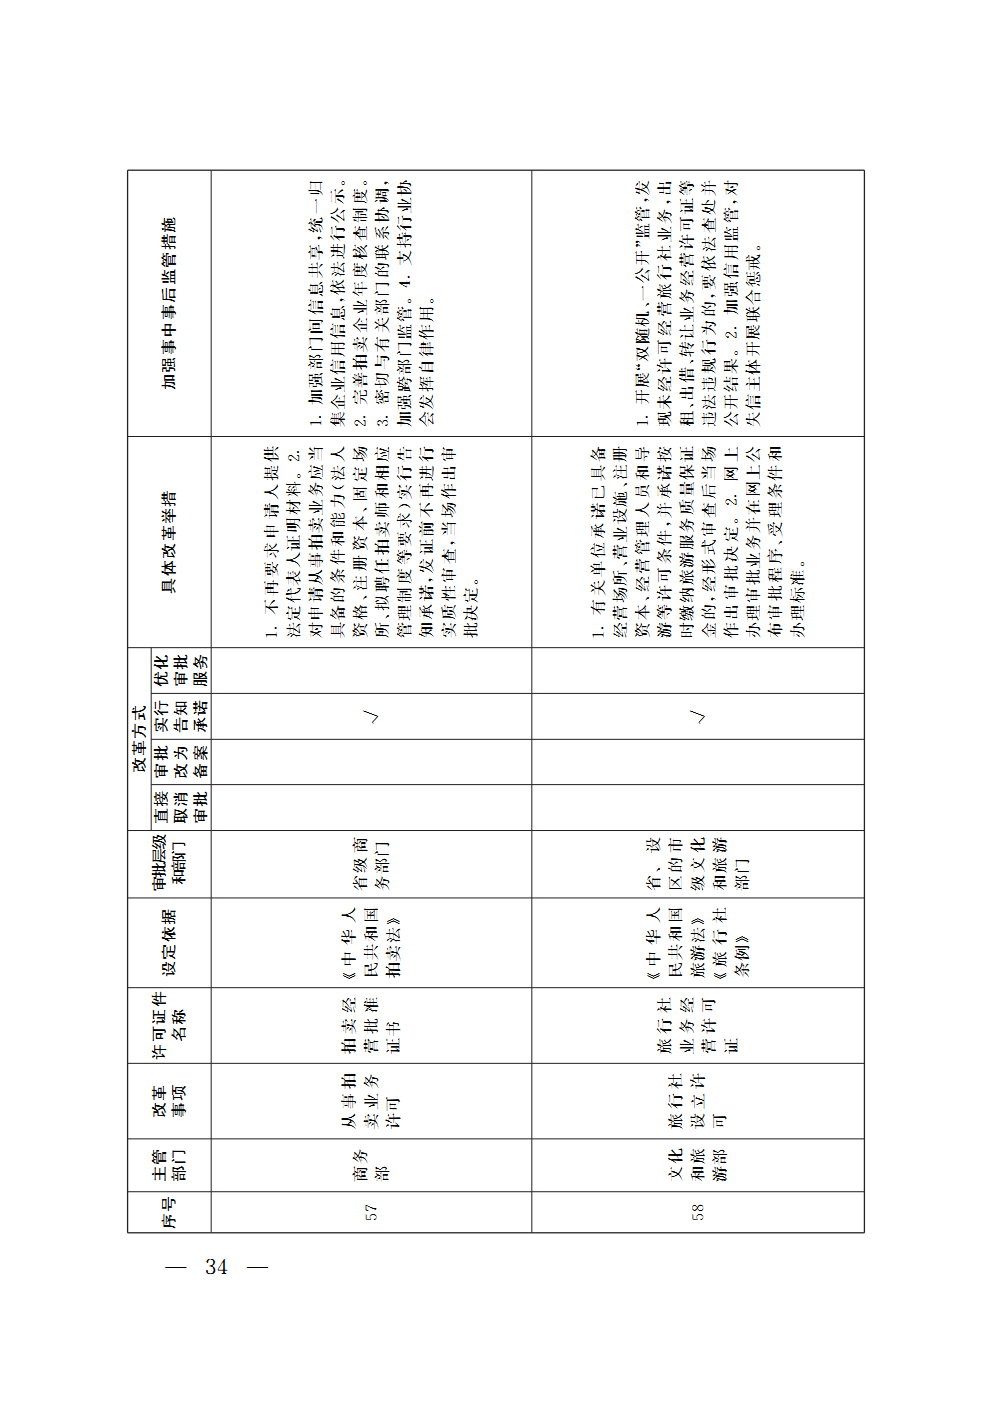 序号
主管
部门
改革
事项
许可证件
名称
设定依据
审批层级
和部门
改革方式
直接
取消
审批
审批
改为
备案
实行
告知
承诺
优化
审批
服务
具体改革举措
加强事中事后监管措施
57
商务
部
从事拍
卖业务
许可
拍卖经
营批准
证书
《中华人
民共和国
拍卖法》
省级商
务部门
√
1. 不再要求申请人提供
法定代表人证明材料。2.
对申请从事拍卖业务应当
具备的条件和能力(法人
资格、注册资本、固定场
所、拟聘任拍卖师和相应
管理制度等要求)实行告
知承诺,发证前不再进行
实质性审查,当场作出审
批决定。
1. 加强部门间信息共享,统一归
集企业信用信息,依法进行公示。
2. 完善拍卖企业年度核查制度。
3. 密切与有关部门的联系协调,
加强跨部门监管。4. 支持行业协
会发挥自律作用。
58
文化
和旅
游部
旅行社
设立许
可
旅行社
业务经
营许可
证
《中华人
民共和国
旅游法》
《旅行社
条例》
省、设
区的市
级文化
和旅游
部门
√
1. 有关单位承诺已具备
经营场所、营业设施、注册
资本、经营管理人员和导
游等许可条件,并承诺按
时缴纳旅游服务质量保证
金的,经形式审查后当场
作出审批决定。2. 网上
办理审批业务并在网上公
布审批程序、受理条件和
办理标准。
1. 开展“双随机、一公开”监管,发
现未经许可经营旅行社业务,出
租、出借、转让业务经营许可证等
违法违规行为的,要依法查处并
公开结果。2. 加强信用监管,对
失信主体开展联合惩戒。
— 34 —